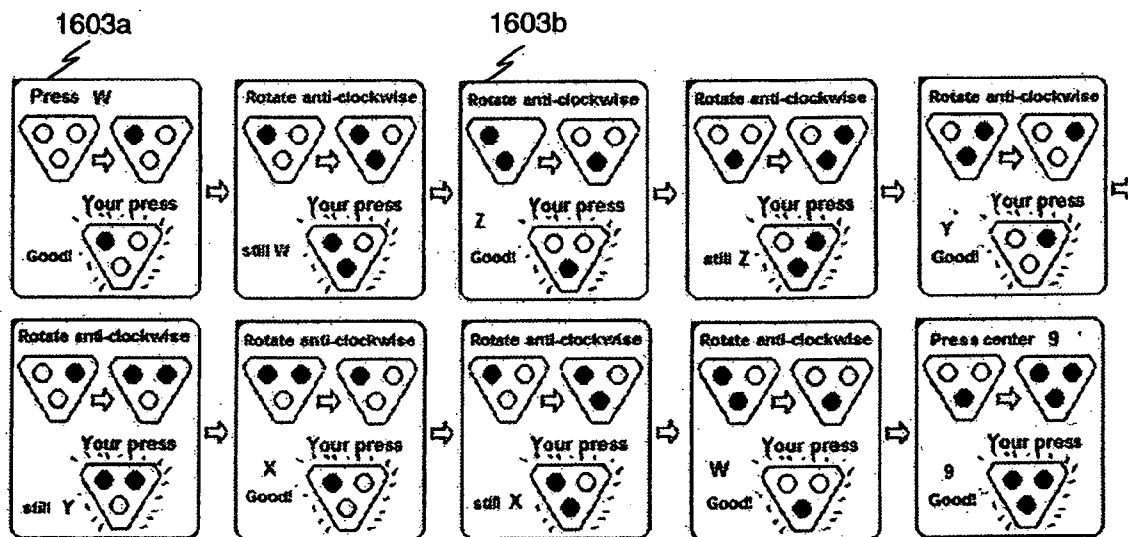 1603a
1603b
Press W
Your press
Good!
Rotate anti-clockwise
Your press
still W
Rotate anti-clockwise
Your press
Z
Good!
Rotate anti-clockwise
Your press
still Z
Rotate anti-clockwise
Your press
Y
Good!
Rotate anti-clockwise
Your press
still Y
Rotate anti-clockwise
Your press
X
Good!
Rotate anti-clockwise
Your press
still X
Rotate anti-clockwise
Your press
W
Good!
Press center 9
Your press
9
Good!